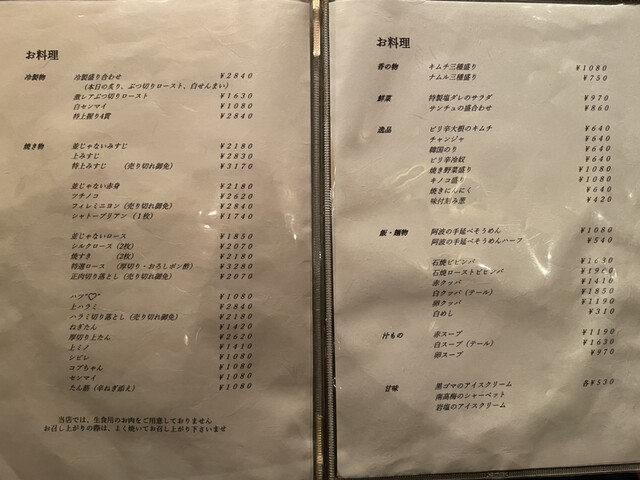 お料理
冷製物 冷製盛り合わせ ¥2840
(本日の炙り、ぶつ切りロースト、白せんまい)
激レアぶつ切りロースト ¥1630
白センマイ ¥1080
特上握り4貫 ¥2840
焼き物 並じゃないみすじ ¥2180
上みすじ ¥2830
特上みすじ (売り切れ御免) ¥3170
並じゃない赤身 ¥2180
ツチノコ ¥2620
フィレミニヨン(売り切れ御免) ¥2840
シャトーブリアン(1枚) ¥1740
並じゃないロース ¥1850
シルクロース (2枚) ¥2070
焼すき (2枚) ¥2180
特選ロース (厚切り・おろしポン酢) ¥3280
正肉切り落とし(売り切れ御免) ¥2070
ハツ"♡" ¥1080
上ハラミ ¥2840
ハラミ切り落とし(売り切れ御免) ¥2180
ねぎたん ¥1420
厚切り上たん ¥2620
上ミノ ¥1410
シビレ ¥1080
コブちゃん ¥1080
センマイ ¥1080
たん筋(辛ねぎ添え) ¥1080
当店では、生食用のお肉をご用意しておりません
お召し上がりの際は、よく焼いてお召し上がり下さいませ
お料理
香の物 キムチ三種盛り ¥1080
ナムル三種盛り ¥750
鮮菜 特製塩ダレのサラダ ¥970
サンチュの盛合わせ ¥860
逸品 ピリ辛大根のキムチ ¥640
チャンジャ ¥640
韓国のり ¥640
ピリ辛冷奴 ¥640
焼き野菜盛り ¥1080
キノコ盛り ¥1080
焼きにんにく ¥640
味付刻み葱 ¥420
飯・麺物 阿波の手延べそうめん ¥1080
阿波の手延べそうめんハーフ ¥540
石焼ビビンバ ¥1630
石焼ローストビビンバ ¥1960
赤クッパ ¥1410
白クッパ(テール) ¥1850
卵クッパ ¥1190
白めし ¥310
汁もの 赤スープ ¥1190
白スープ(テール) ¥1630
卵スープ ¥970
甘味 黒ゴマのアイスクリーム 各¥530
南高梅のシャーベット
岩塩のアイスクリーム